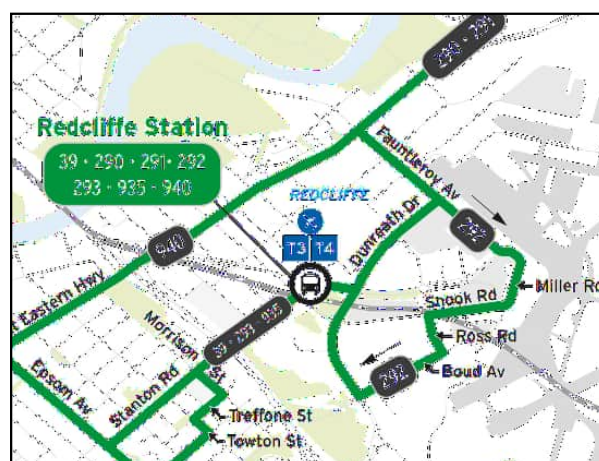 290 • 291
Redcliffe Station
39 • 290 • 291 • 292
293 • 935 • 940
Fauntleroy Av
REDCLIFFE
T3 T4
Dunreath Dr
292
940
t Eastern Hwy
Miller Rd
Snook Rd
39 • 293 • 935
Morrison St
Ross Rd
292
Boud Av
Epsom Av
Stanton Rd
Treffone St
Towton St